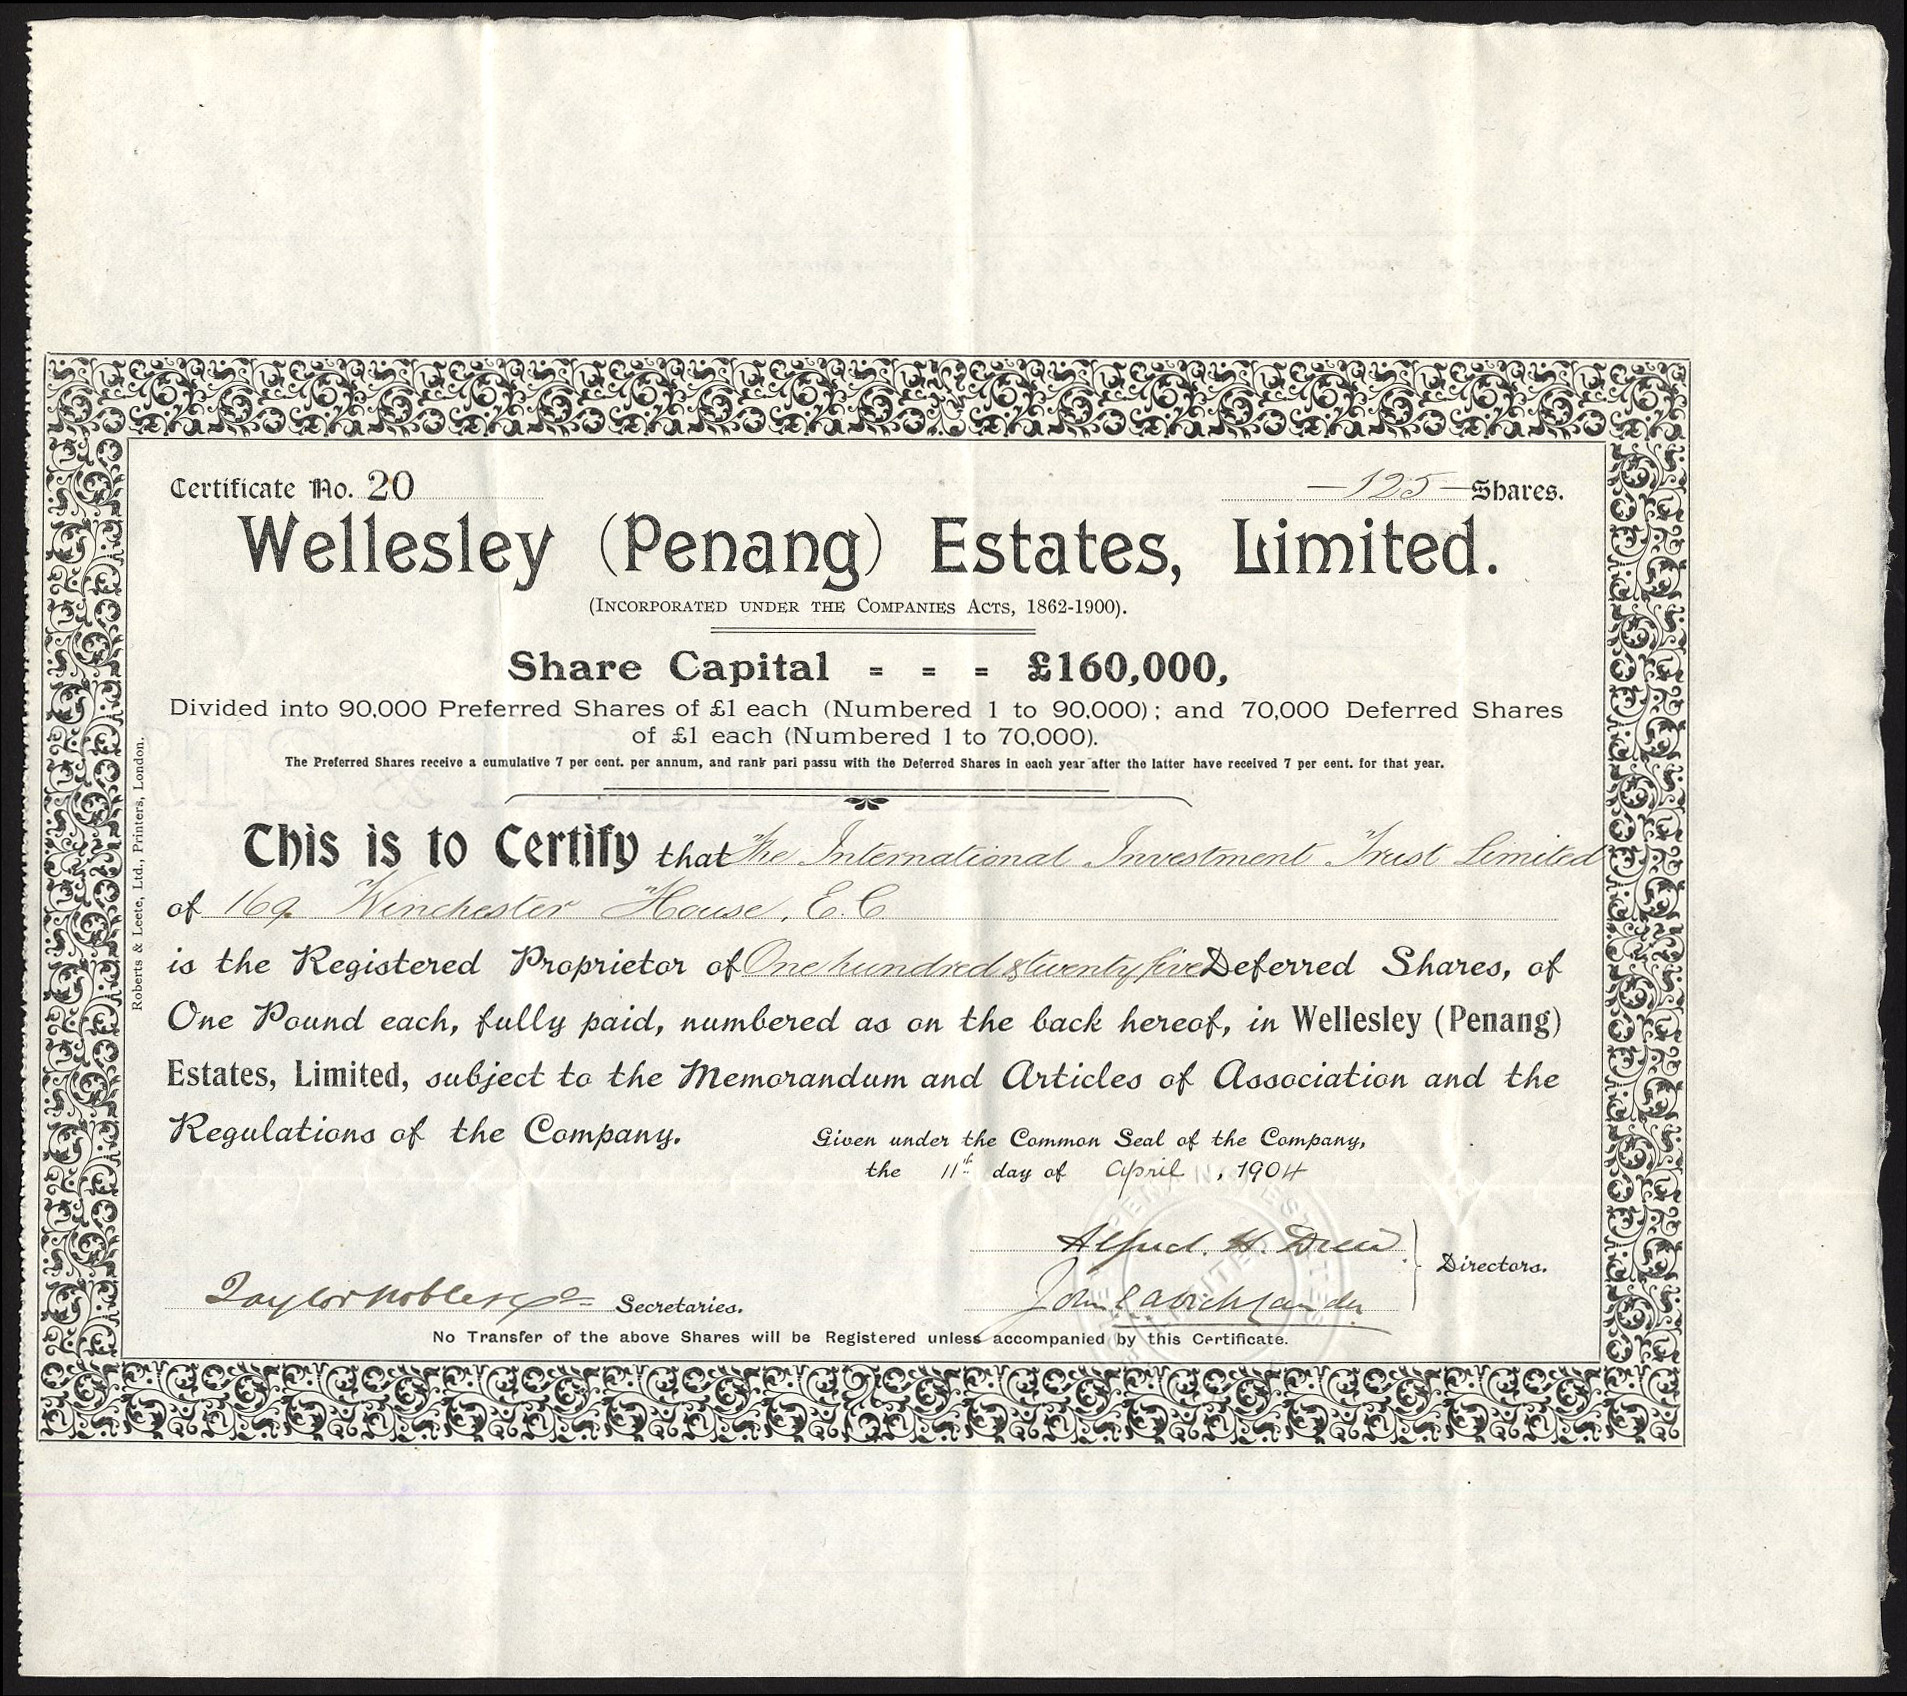 Certificate No. 20
—125— Shares.
Wellesley (Penang) Estates, Limited.
(Incorporated under the Companies Acts, 1862-1900).
Share Capital = = = £160,000,
Divided into 90,000 Preferred Shares of £1 each (Numbered 1 to 90,000); and 70,000 Deferred Shares
of £1 each (Numbered 1 to 70,000).
The Preferred Shares receive a cumulative 7 per cent. per annum, and rank pari passu with the Deferred Shares in each year after the latter have received 7 per cent. for that year.
This is to Certify that The International Investment Trust Limited
of 169 Winchester House, E.C
is the Registered Proprietor of One hundred & twenty five Deferred Shares, of
One Pound each, fully paid, numbered as on the back hereof, in Wellesley (Penang)
Estates, Limited, subject to the Memorandum and Articles of Association and the
Regulations of the Company.
Given under the Common Seal of the Company,
the 11th day of April, 1904
Alfred. H. Drew
Directors.
Taylor Noble & Co Secretaries.
John
No Transfer of the above Shares will be Registered unless accompanied by this Certificate.
Roberts & Leete, Ltd., Printers, London.